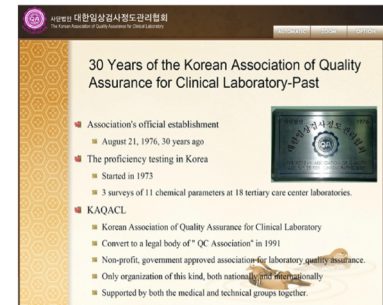 사단법인 대한임상검사정도관리협회
The Korean Association of Quality Assurance for Clinical Laboratory
30 Years of the Korean Association of Quality
Assurance for Clinical Laboratory-Past
Association's official establishment
August 21, 1976, 30 years ago
The proficiency testing in Korea
Started in 1973
3 surveys of 11 chemical parameters at 18 tertiary care center laboratories.
KAQACL
Korean Association of Quality Assurance for Clinical Laboratory
Convert to a legal body of " QC Association" in 1991
Non-profit, government approved association for laboratory quality assurance.
Only organization of this kind, both nationally and internationally
Supported by both the medical and technical groups together.